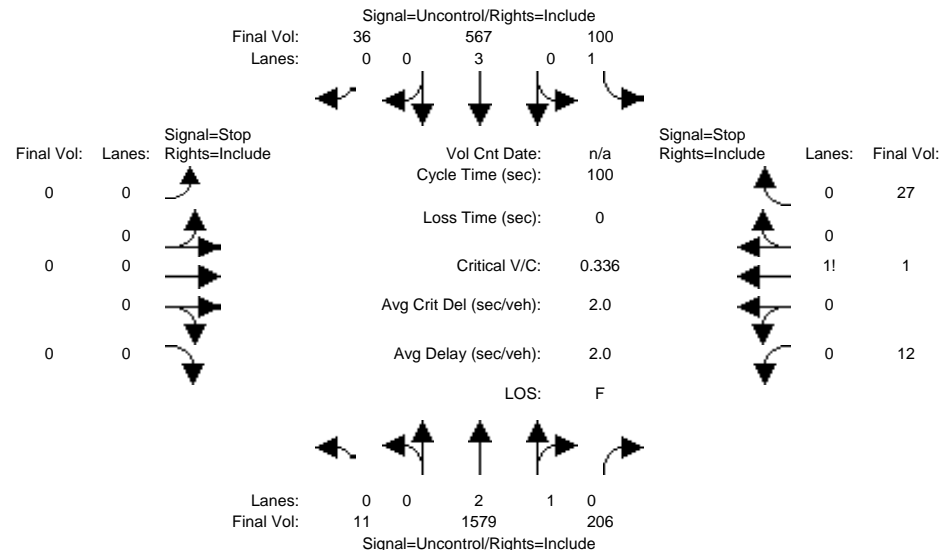 Signal=Uncontrol/Rights=Include
Final Vol: 36 567 100
Lanes: 0 0 3 0 1
Signal=Stop Signal=Stop
Final Vol: Lanes: Rights=Include Vol Cnt Date: n/a Rights=Include Lanes: Final Vol:
Cycle Time (sec): 100
0 0 0 27
Loss Time (sec): 0
0 0
0 0 Critical V/C: 0.336 1! 1
0 Avg Crit Del (sec/veh): 2.0 0
0 0 Avg Delay (sec/veh): 2.0 0 12
LOS: F
Lanes: 0 0 2 1 0
Final Vol: 11 1579 206
Signal=Uncontrol/Rights=Include